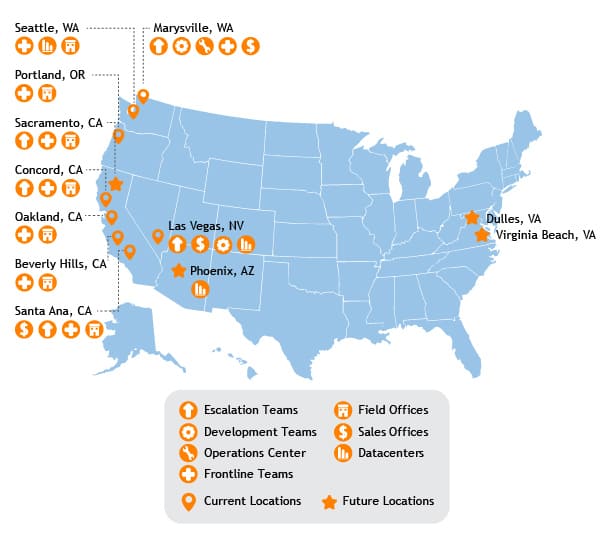 Seattle, WA
Marysville, WA
Portland, OR
Sacramento, CA
Concord, CA
Oakland, CA
Las Vegas, NV
Dulles, VA
Virginia Beach, VA
Beverly Hills, CA
Phoenix, AZ
Santa Ana, CA
Escalation Teams
Field Offices
Development Teams
Sales Offices
Operations Center
Datacenters
Frontline Teams
Current Locations
Future Locations